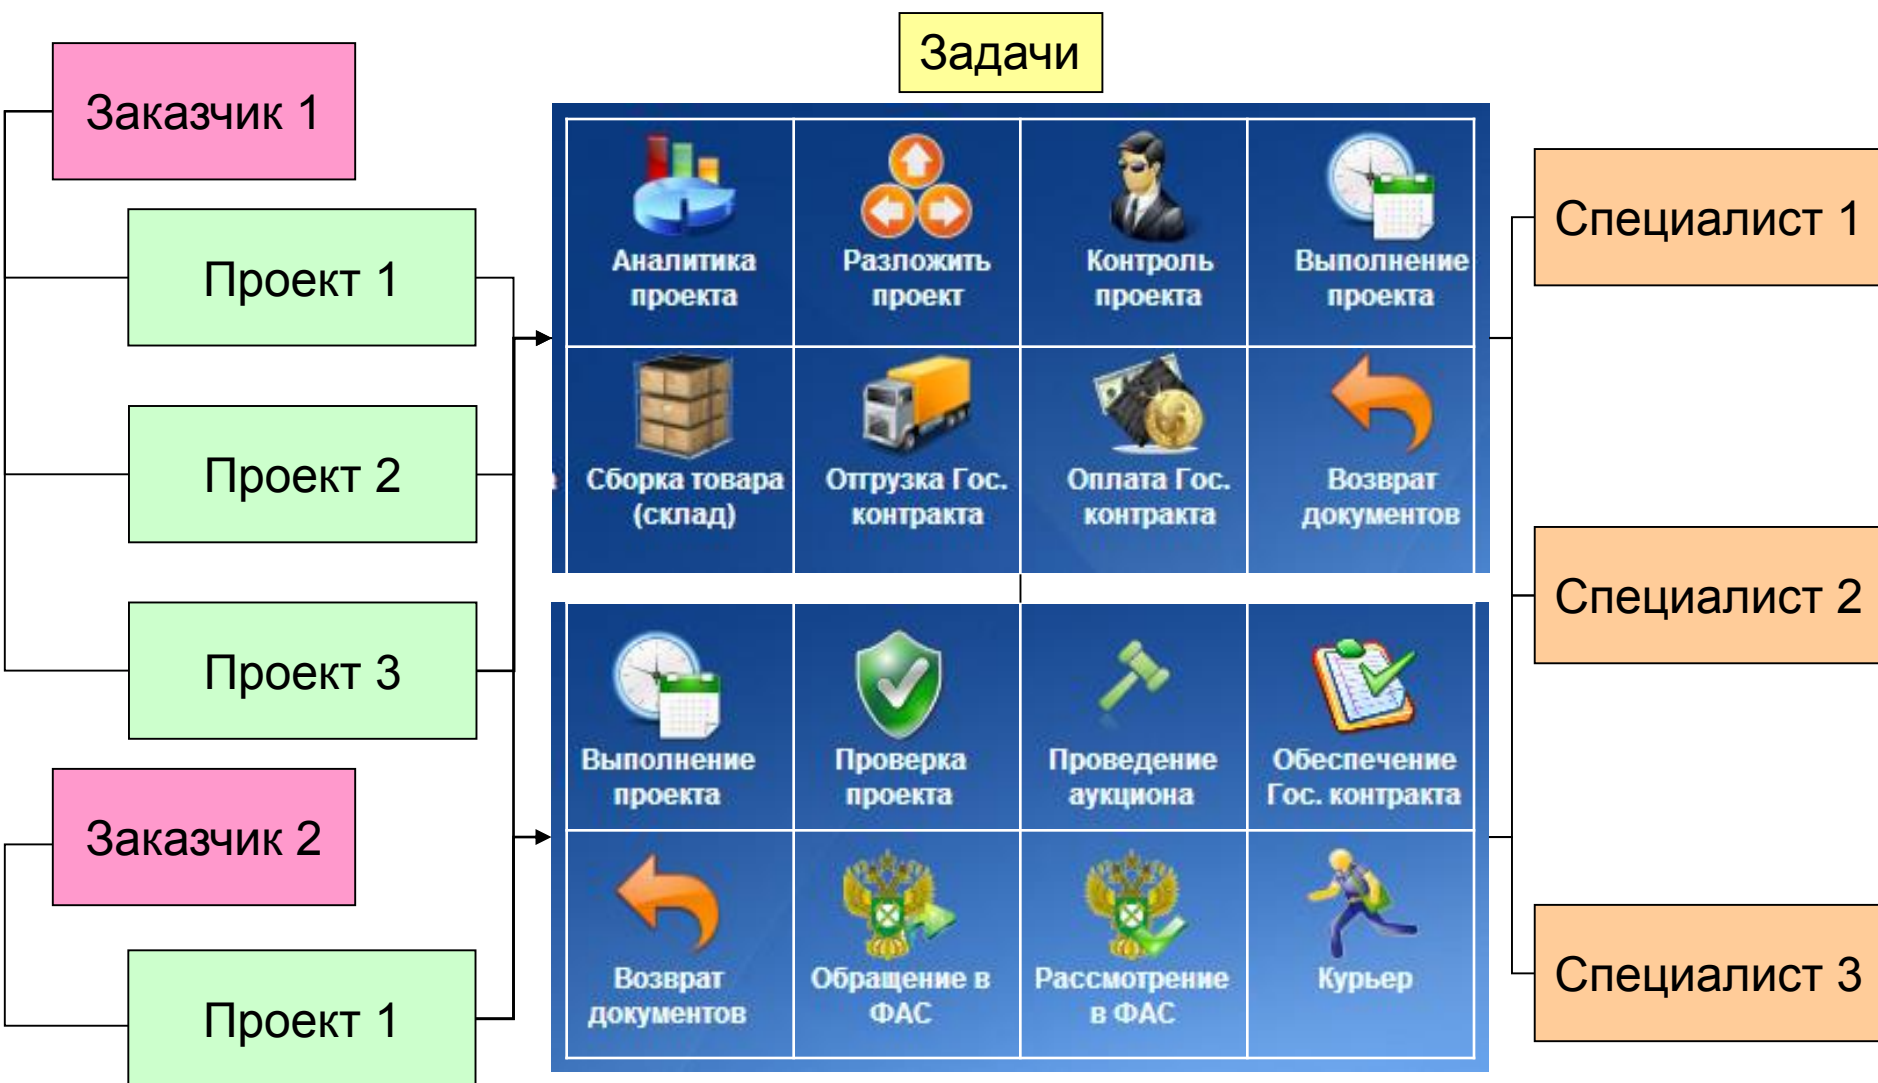 Задачи
Заказчик 1
Проект 1
Проект 2
Проект 3
Заказчик 2
Проект 1
Аналитика
проекта
Разложить
проект
Контроль
проекта
Выполнение
проекта
Сборка товара
(склад)
Отгрузка Гос.
контракта
Оплата Гос.
контракта
Возврат
документов
Выполнение
проекта
Проверка
проекта
Проведение
аукциона
Обеспечение
Гос. контракта
Возврат
документов
Обращение в
ФАС
Рассмотрение
в ФАС
Курьер
Специалист 1
Специалист 2
Специалист 3